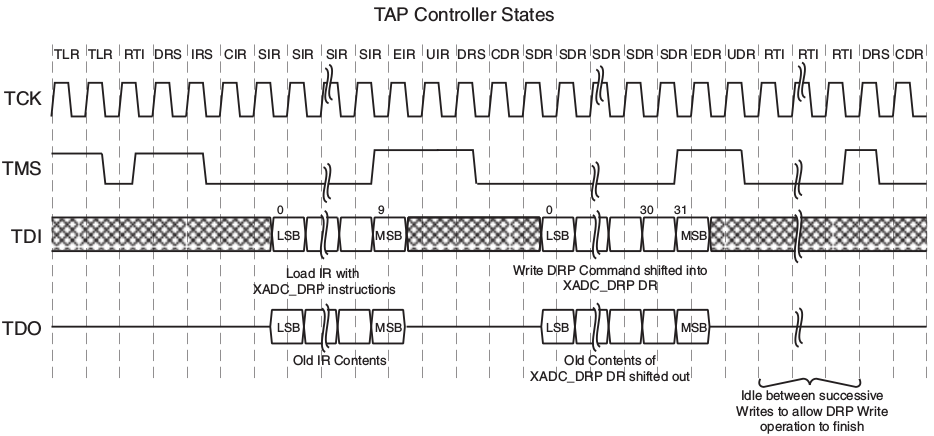 TAP Controller States
TLR TLR RTI DRS IRS CIR SIR SIR SIR SIR EIR UIR DRS CDR SDR SDR SDR SDR SDR EDR UDR RTI RTI RTI DRS CDR
TCK
TMS
0 9 0 30 31
TDI LSB MSB LSB MSB
Load IR with
XADC_DRP instructions
Write DRP Command shifted into
XADC_DRP DR
TDO LSB MSB LSB MSB
Old IR Contents
Old Contents of
XADC_DRP DR shifted out
Idle between successive
Writes to allow DRP Write
operation to finish